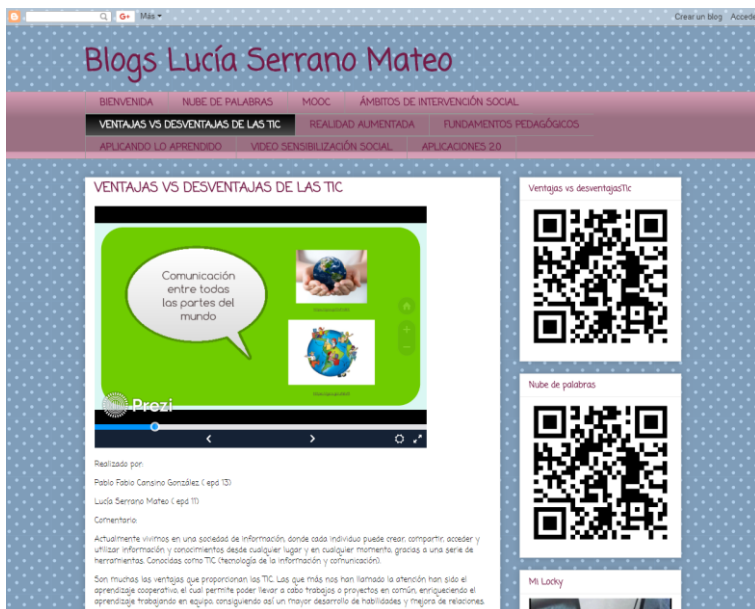 G+ Más
Crear un blog Accede
Blogs Lucía Serrano Mateo
BIENVENIDA NUBE DE PALABRAS MOOC ÁMBITOS DE INTERVENCIÓN SOCIAL
VENTAJAS VS DESVENTAJAS DE LAS TIC REALIDAD AUMENTADA FUNDAMENTOS PEDAGÓGICOS
APLICANDO LO APRENDIDO VIDEO SENSIBILIZACIÓN SOCIAL APLICACIONES 2.0
VENTAJAS VS DESVENTAJAS DE LAS TIC
Comunicación
entre todas
las partes del
mundo
Prezi
Realizado por:
Pablo Fabio Cansino González ( epd 13)
Lucía Serrano Mateo ( epd 11)
Comentario:
Actualmente vivimos en una sociedad de información, donde cada individuo puede crear, compartir, acceder y
utilizar información y conocimientos desde cualquier lugar y en cualquier momento, gracias a una serie de
herramientas. Conocidas como TIC (tecnología de la información y comunicación).
Son muchas las ventajas que proporcionan las TIC. Las que más nos han llamado la atención han sido el
aprendizaje cooperativo, el cual permite poder llevar a cabo trabajos o proyectos en común, enriqueciendo el
aprendizaje trabajando en equipo, consiguiendo así un mayor desarrollo de habilidades y mejora de relaciones.
Ventajas vs desventajasTic
Nube de palabras
Mi Locky